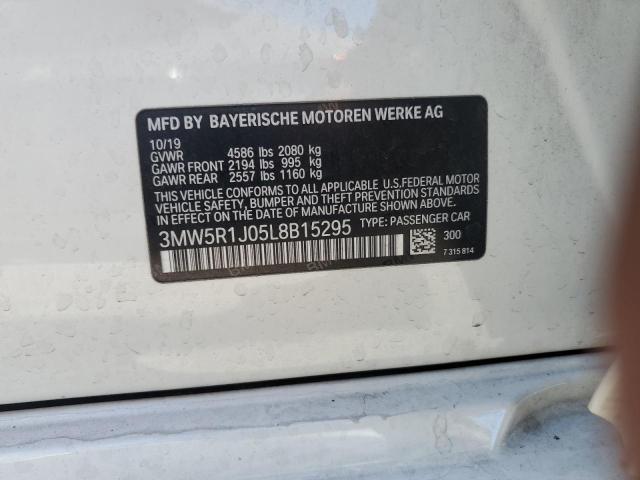 MFD BY BAYERISCHE MOTOREN WERKE AG
10/19
GVWR 4586 lbs 2080 kg
GAWR FRONT 2194 lbs 995 kg
GAWR REAR 2557 lbs 1160 kg
THIS VEHICLE CONFORMS TO ALL APPLICABLE U.S.FEDERAL MOTOR
VEHICLE SAFETY, BUMPER AND THEFT PREVENTION STANDARDS
IN EFFECT ON THE DATE OF MANUFACTURE SHOWN ABOVE.
3MW5R1J05L8B15295 TYPE: PASSENGER CAR
300
7 315 814